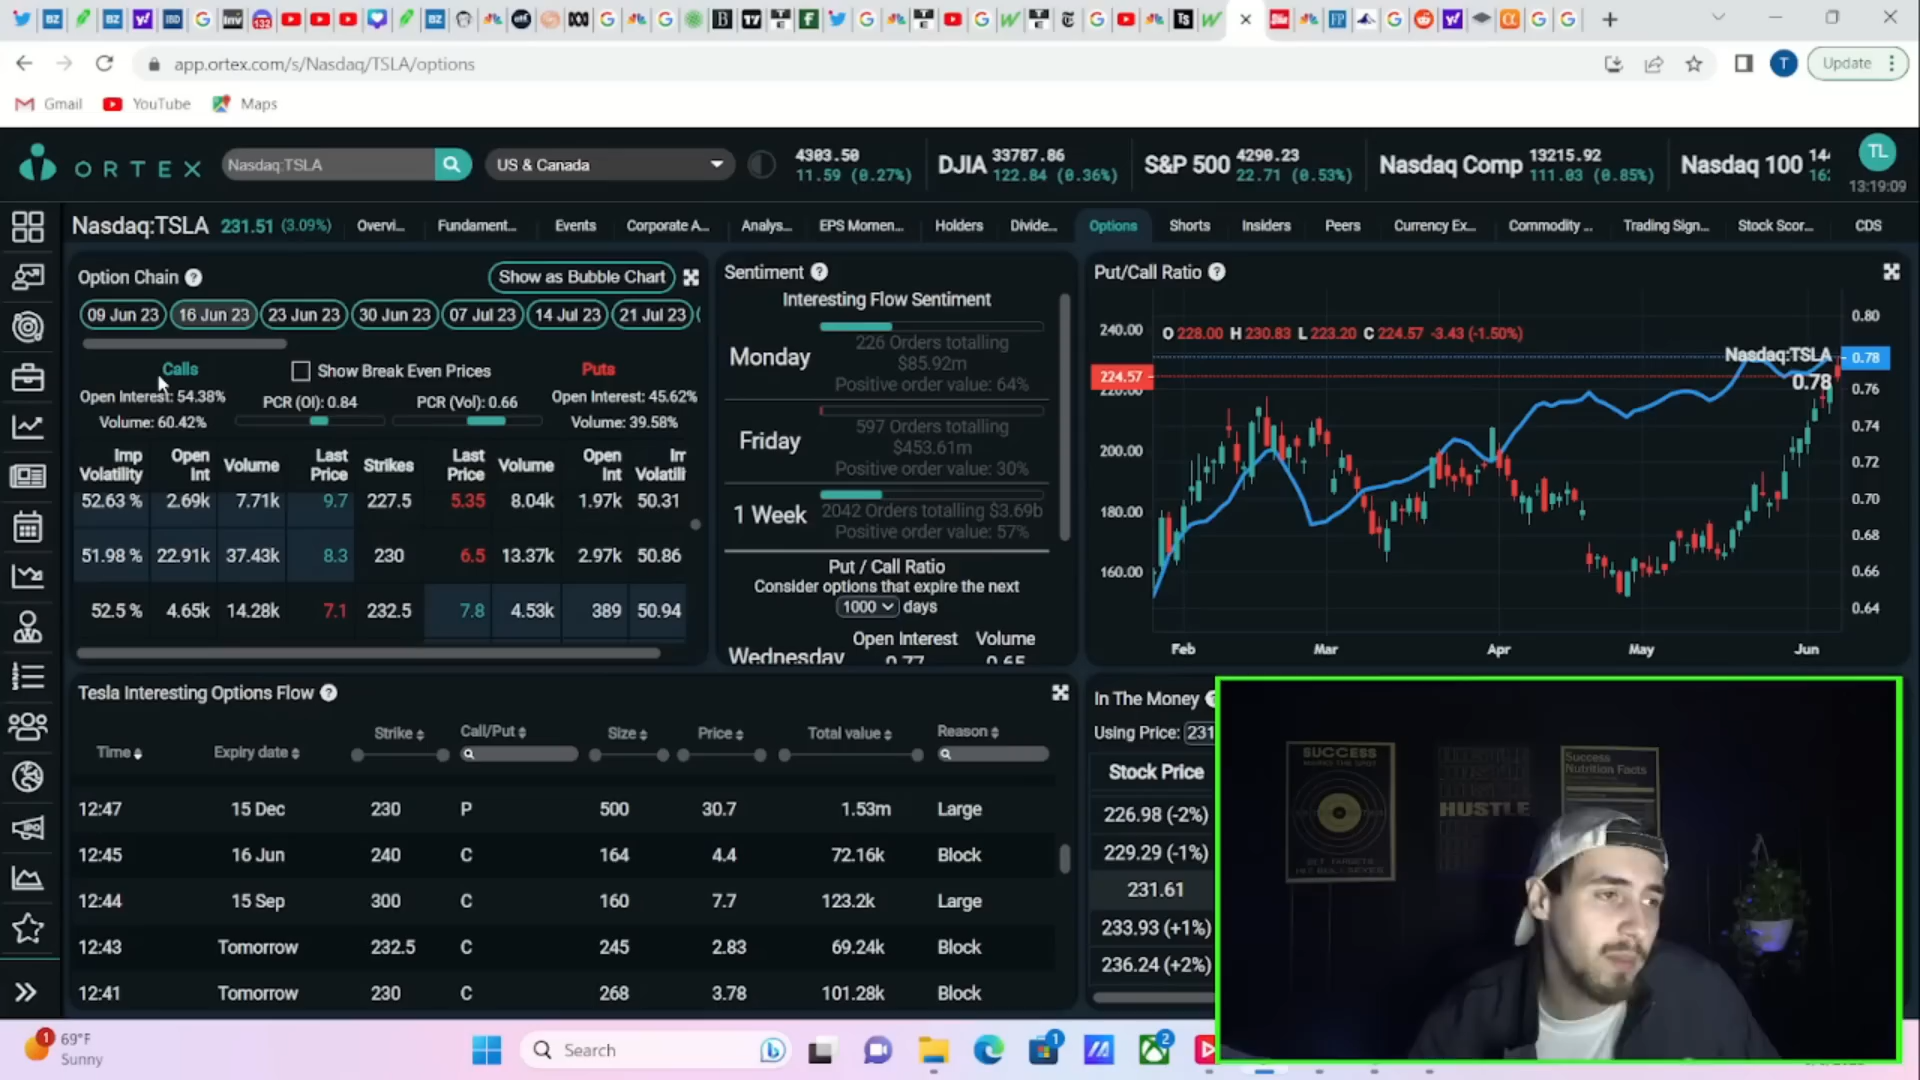 app.ortex.com/s/Nasdaq/TSLA/options
Update
Gmail
YouTube
Maps
ORTEX
Nasdaq:TSLA
US & Canada
4303.50
11.59 (0.27%)
DJIA 33787.86
122.84 (0.36%)
S&P 500 4290.23
22.71 (0.53%)
Nasdaq Comp 13215.92
111.03 (0.85%)
Nasdaq 100
TL
13:19:09
Nasdaq:TSLA 231.51 (3.09%)
Overvi... Fundament... Events Corporate A... Analys... EPS Momen... Holders Divide... Options Shorts Insiders Peers Currency Ex... Commodity ... Trading Sign... Stock Scor... CDS
Option Chain
Show as Bubble Chart
09 Jun 23 16 Jun 23 23 Jun 23 30 Jun 23 07 Jul 23 14 Jul 23 21 Jul 23
Calls Show Break Even Prices Puts
Open Interest: 54.38% PCR (OI): 0.84 PCR (Vol): 0.66 Open Interest: 45.62%
Volume: 60.42% Volume: 39.58%
Imp Volatility Open Int Volume Last Price Strikes Last Price Volume Open Int Volatili
52.63 % 2.69k 7.71k 9.7 227.5 5.35 8.04k 1.97k 50.31
51.98 % 22.91k 37.43k 8.3 230 6.5 13.37k 2.97k 50.86
52.5 % 4.65k 14.28k 7.1 232.5 7.8 4.53k 389 50.94
Sentiment
Interesting Flow Sentiment
Monday
226 Orders totalling
$85.92m
Positive order value: 64%
Friday
597 Orders totalling
$453.61m
Positive order value: 30%
1 Week
2042 Orders totalling $3.69b
Positive order value: 57%
Put / Call Ratio
Consider options that expire the next
1000 days
Open Interest Volume
Wednesday 0.77 0.65
Put/Call Ratio
O 228.00 H 230.83 L 223.20 C 224.57 -3.43 (-1.50%)
Nasdaq:TSLA 0.78
0.78
240.00
224.57
220.00
200.00
180.00
160.00
0.80
0.76
0.74
0.72
0.70
0.68
0.66
0.64
Feb Mar Apr May Jun
Tesla Interesting Options Flow
Time Expiry date Strike Call/Put Size Price Total value Reason
12:47 15 Dec 230 P 500 30.7 1.53m Large
12:45 16 Jun 240 C 164 4.4 72.16k Block
12:44 15 Sep 300 C 160 7.7 123.2k Large
12:43 Tomorrow 232.5 C 245 2.83 69.24k Block
12:41 Tomorrow 230 C 268 3.78 101.28k Block
In The Money
Using Price: 231
Stock Price
226.98 (-2%)
229.29 (-1%)
231.61
233.93 (+1%)
236.24 (+2%)
SUCCESS
HUSTLE
Success
Nutrition Facts
69°F
Sunny
Search